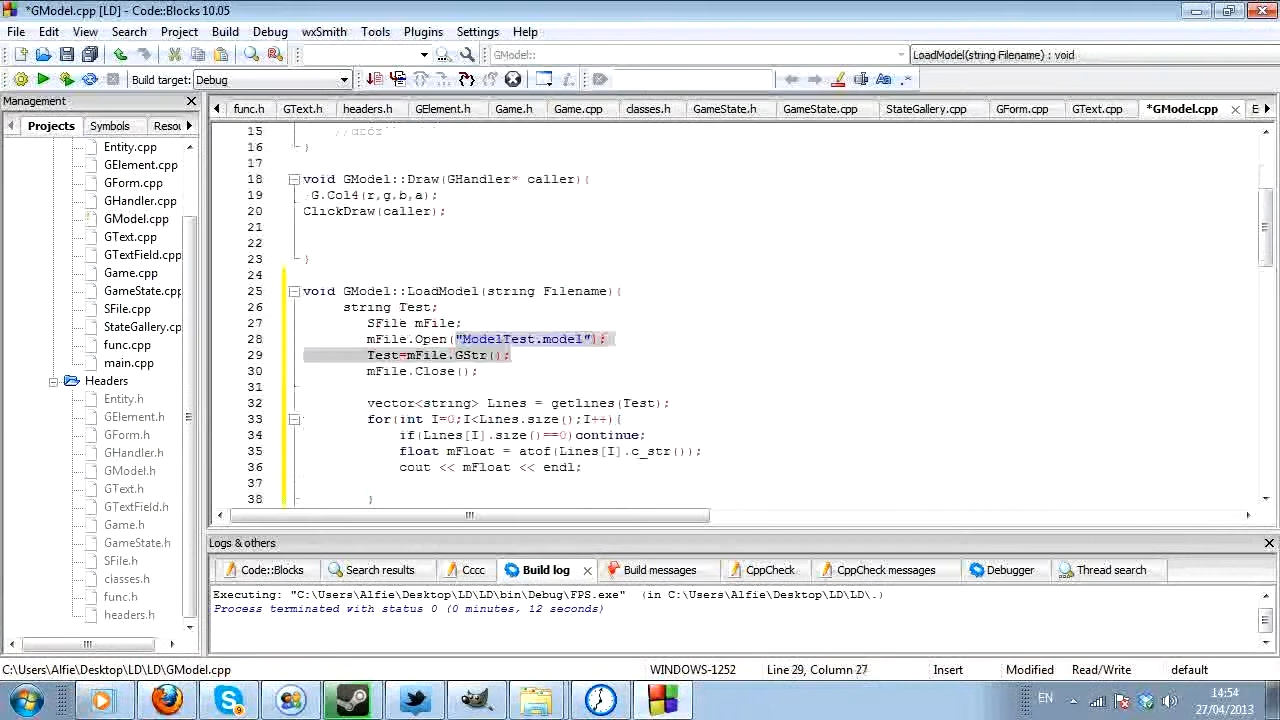 *GModel.cpp [LD] - Code::Blocks 10.05
File Edit View Search Project Build Debug wxSmith Tools Plugins Settings Help
GModel:: LoadModel(string Filename) : void
Build target: Debug
Management
Projects Symbols Resou
Entity.cpp
GElement.cpp
GForm.cpp
GHandler.cpp
GModel.cpp
GText.cpp
GTextField.cpp
Game.cpp
GameState.cpp
SFile.cpp
StateGallery.cp
func.cpp
main.cpp
Headers
Entity.h
GElement.h
GForm.h
GHandler.h
GModel.h
GText.h
GTextField.h
Game.h
GameState.h
SFile.h
classes.h
func.h
headers.h
func.h GText.h headers.h GElement.h Game.h Game.cpp classes.h GameState.h GameState.cpp StateGallery.cpp GForm.cpp GText.cpp *GModel.cpp E
15
16 }
17
18 void GModel::Draw(GHandler* caller){
19 G.Col4(r,g,b,a);
20 ClickDraw(caller);
21
22
23 }
24
25 void GModel::LoadModel(string Filename){
26 string Test;
27 SFile mFile;
28 mFile.Open("ModelTest.model");
29 Test=mFile.GStr();
30 mFile.Close();
31
32 vector<string> Lines = getlines(Test);
33 for(int I=0;I<Lines.size();I++){
34 if(Lines[I].size()==0)continue;
35 float mFloat = atof(Lines[I].c_str());
36 cout << mFloat << endl;
37
38 }
Logs & others
Code::Blocks Search results Cccc Build log Build messages CppCheck CppCheck messages Debugger Thread search
Executing: "C:\Users\Alfie\Desktop\LD\LD\bin\Debug\FPS.exe" (in C:\Users\Alfie\Desktop\LD\LD\.)
Process terminated with status 0 (0 minutes, 12 seconds)
C:\Users\Alfie\Desktop\LD\LD\GModel.cpp WINDOWS-1252 Line 29, Column 27 Insert Modified Read/Write default
EN 14:54
27/04/2013